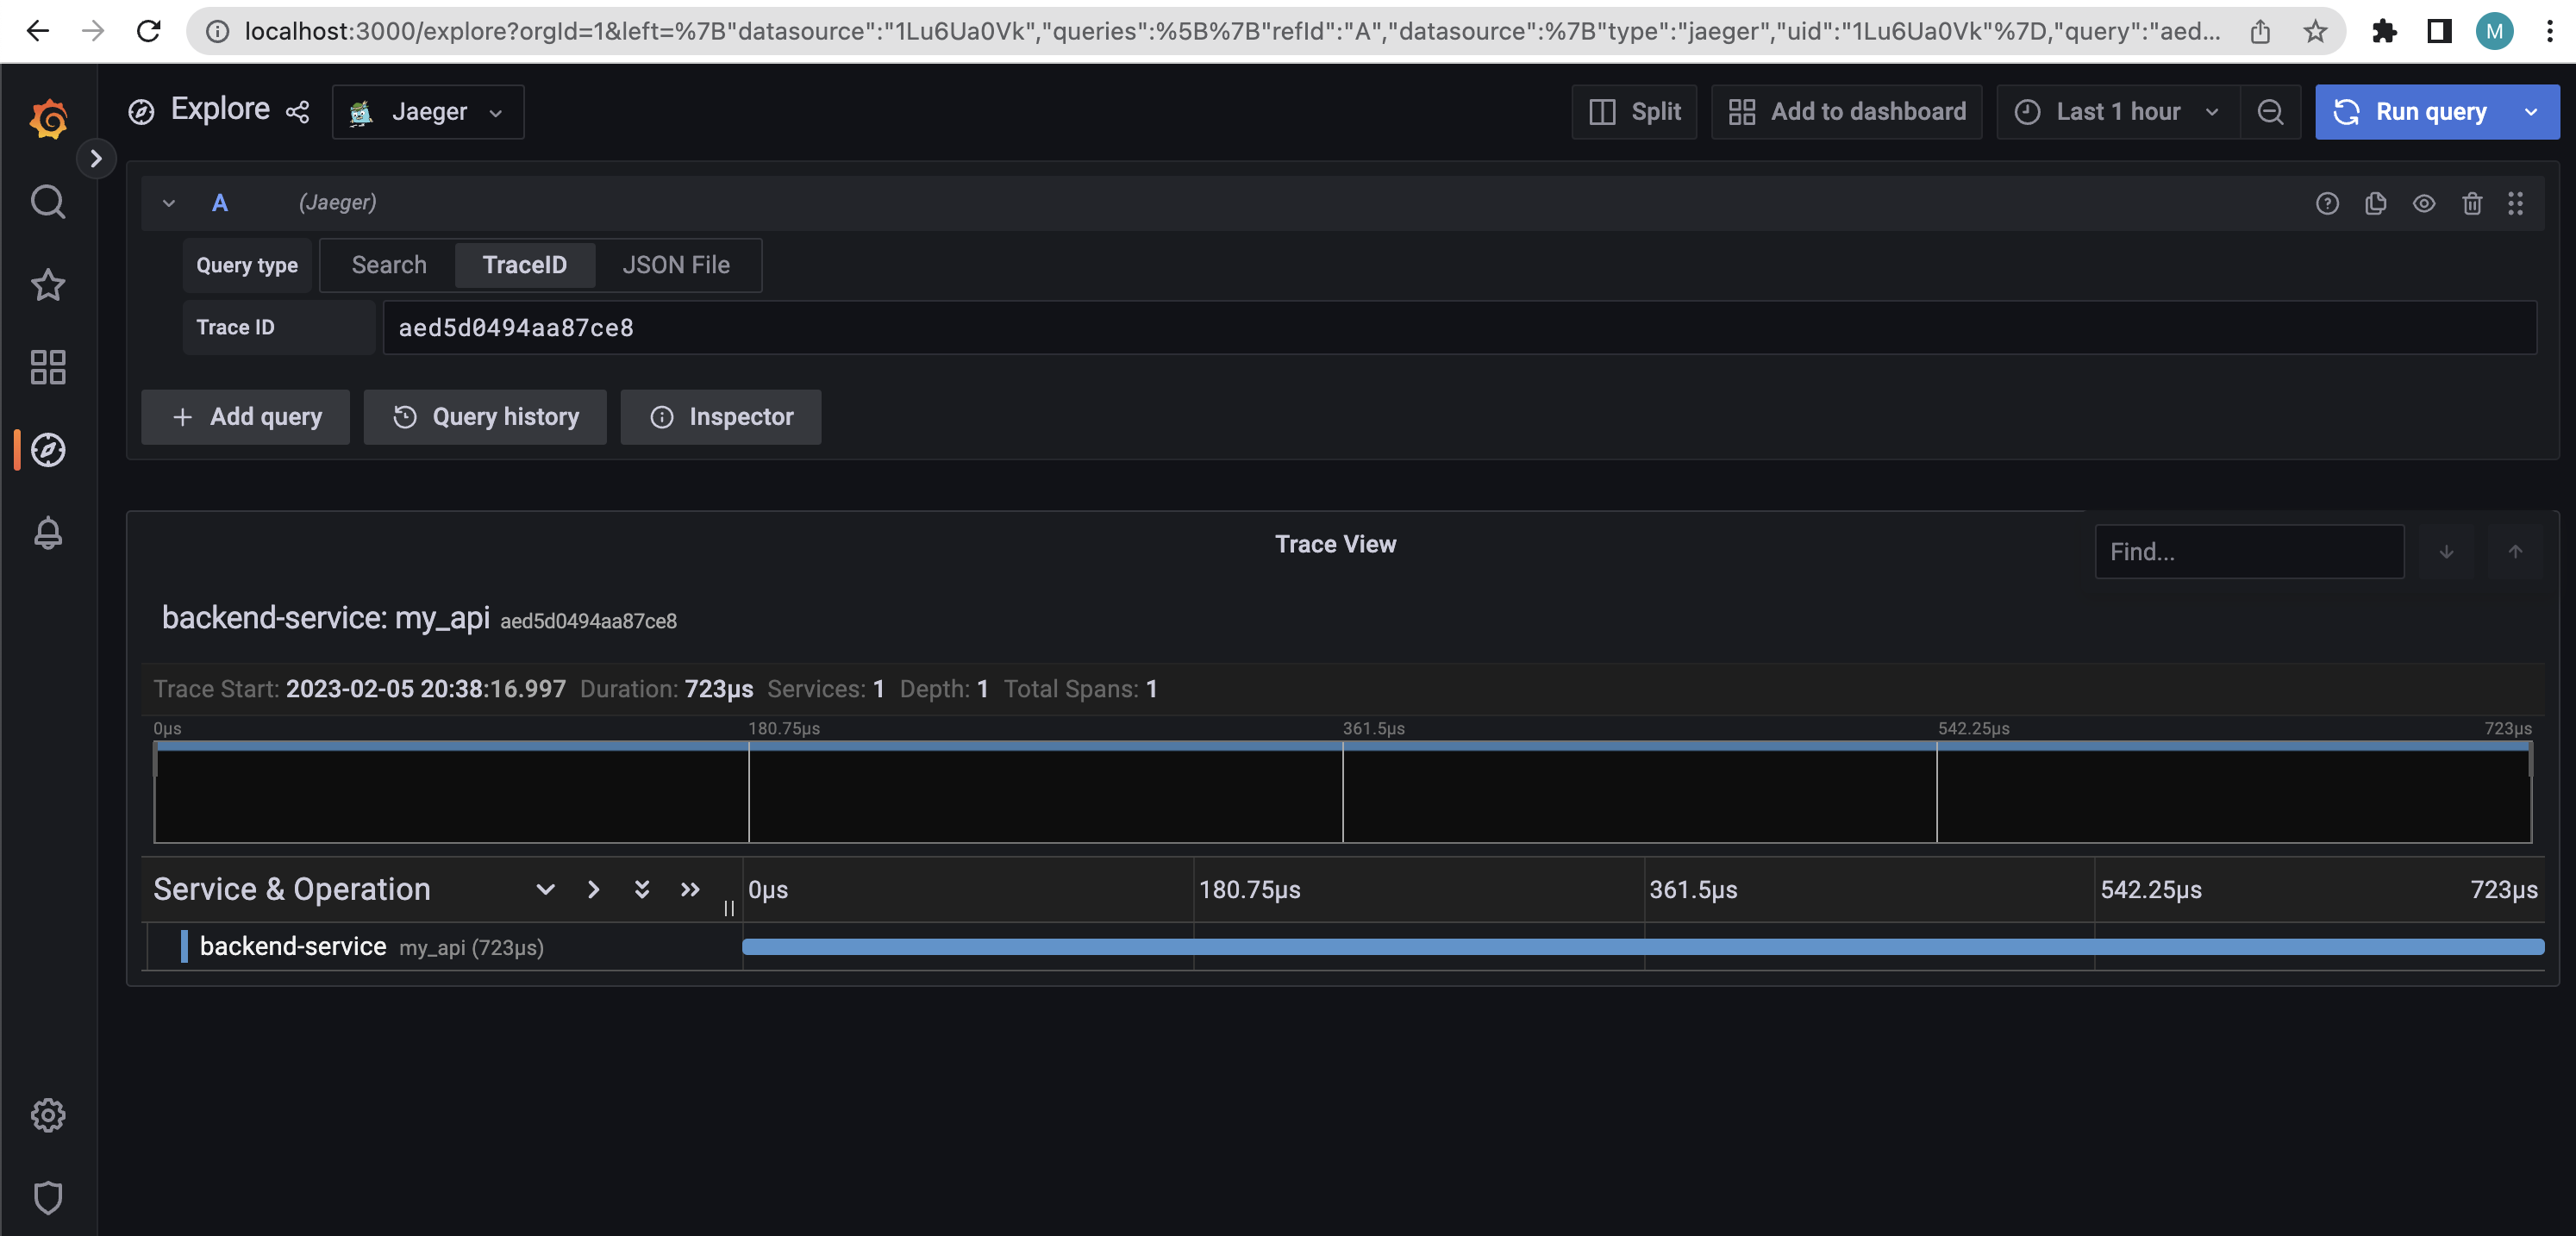 localhost:3000/explore?orgId=1&left=%7B"datasource":"1Lu6Ua0Vk","queries":%5B%7B"refId":"A","datasource":%7B"type":"jaeger","uid":"1Lu6Ua0Vk"%7D,"query":"aed... M
Explore Jaeger Split Add to dashboard Last 1 hour Run query
A (Jaeger)
Query type Search TraceID JSON File
Trace ID aed5d0494aa87ce8
+ Add query Query history Inspector
Trace View Find...
backend-service: my_api aed5d0494aa87ce8
Trace Start: 2023-02-05 20:38:16.997 Duration: 723μs Services: 1 Depth: 1 Total Spans: 1
0μs 180.75μs 361.5μs 542.25μs 723μs
Service & Operation 0μs 180.75μs 361.5μs 542.25μs 723μs
backend-service my_api (723μs)